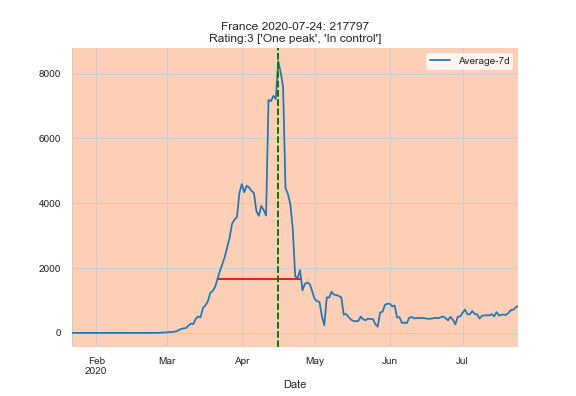 France 2020-07-24: 217797
Rating:3 ['One peak', 'In control']
Average-7d
8000
6000
4000
2000
0
Feb
2020
Mar
Apr
May
Jun
Jul
Date